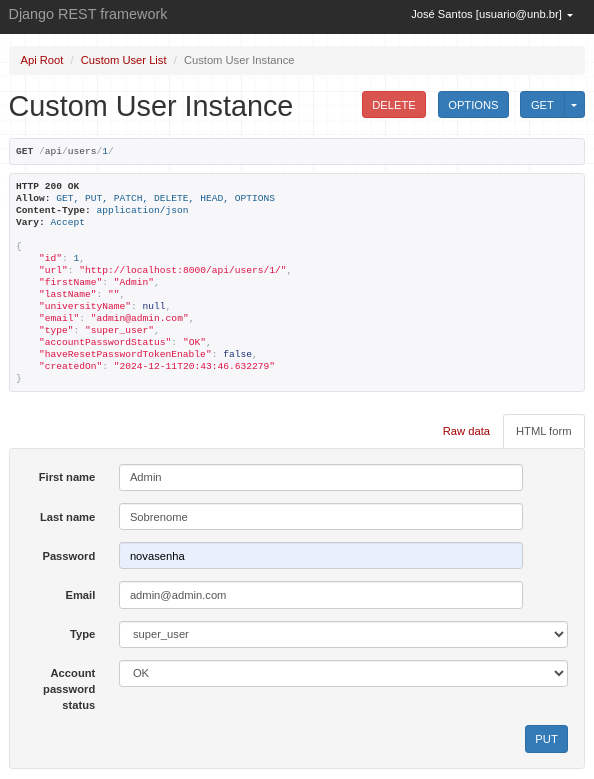 Django REST framework
José Santos [usuario@unb.br]
Api Root / Custom User List / Custom User Instance
Custom User Instance
DELETE
OPTIONS
GET
GET /api/users/1/
HTTP 200 OK
Allow: GET, PUT, PATCH, DELETE, HEAD, OPTIONS
Content-Type: application/json
Vary: Accept
{
"id": 1,
"url": "http://localhost:8000/api/users/1/",
"firstName": "Admin",
"lastName": "",
"universityName": null,
"email": "admin@admin.com",
"type": "super_user",
"accountPasswordStatus": "OK",
"haveResetPasswordTokenEnable": false,
"createdOn": "2024-12-11T20:43:46.632279"
}
Raw data
HTML form
First name
Admin
Last name
Sobrenome
Password
novasenha
Email
admin@admin.com
Type
super_user
Account
password
status
OK
PUT